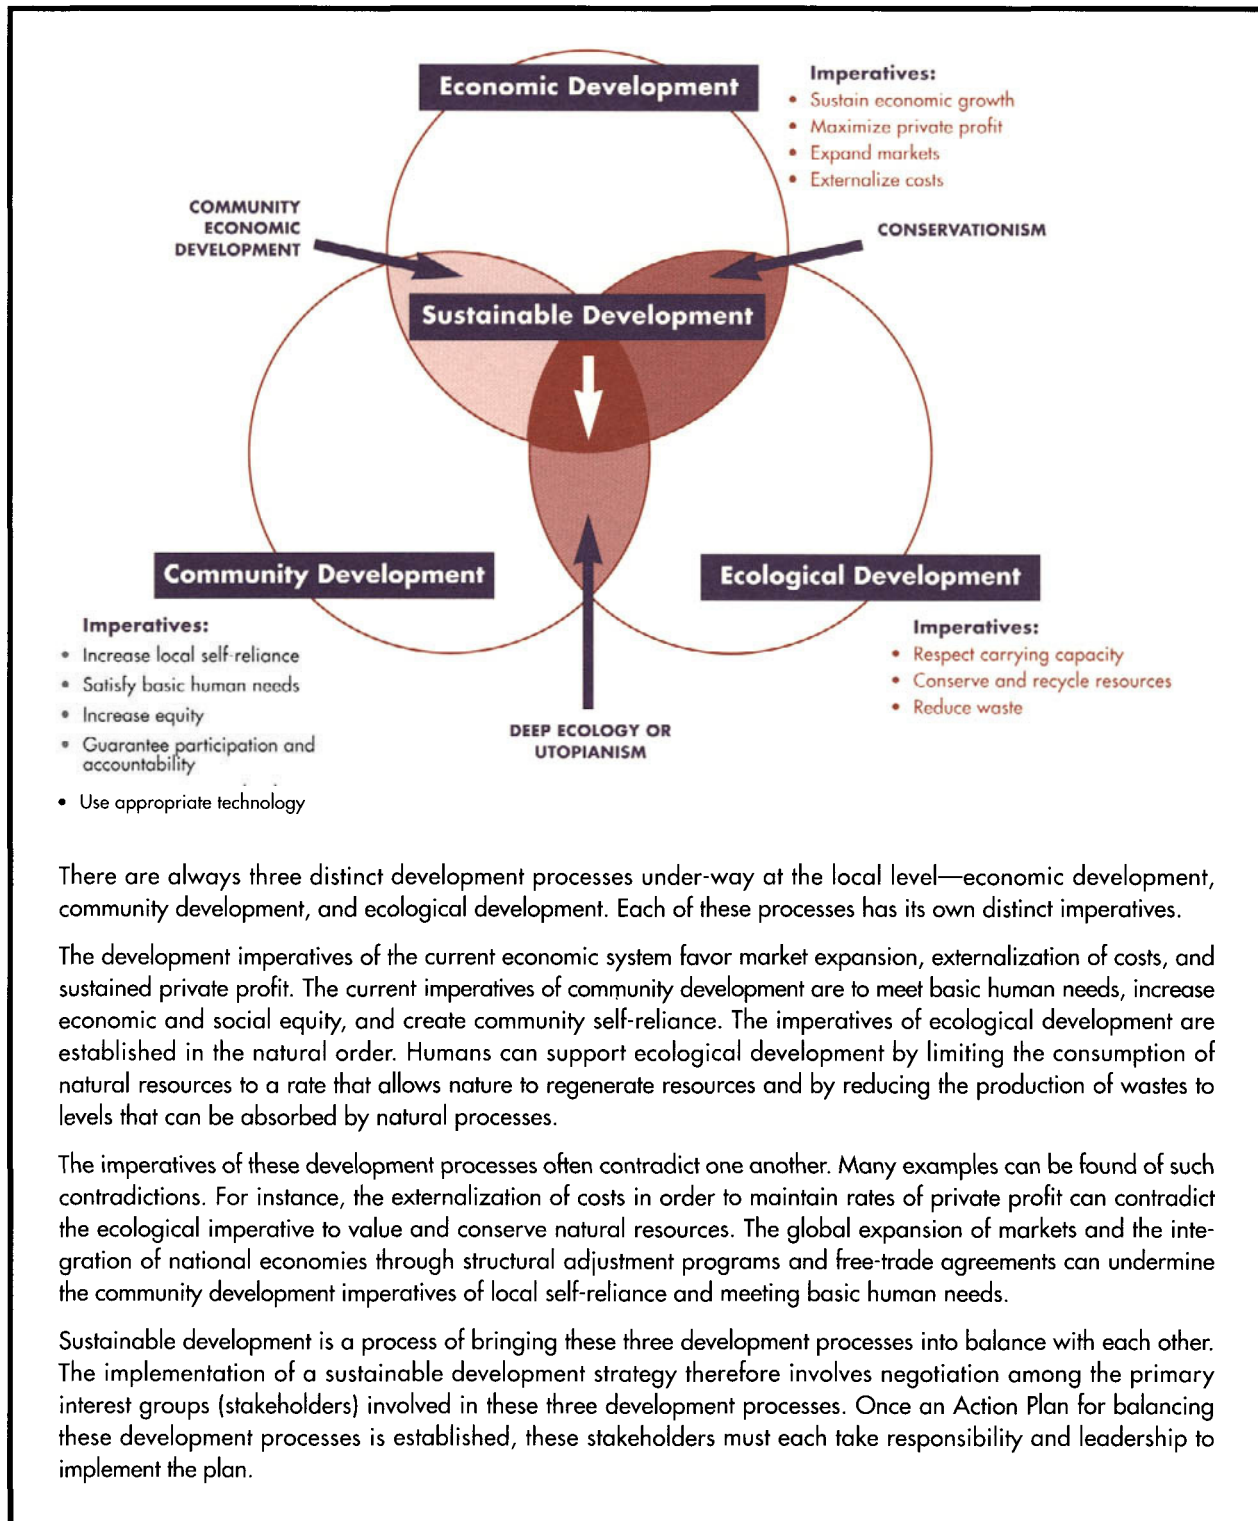 Economic Development
Imperatives:
• Sustain economic growth
• Maximize private profit
• Expand markets
• Externalize costs
COMMUNITY
ECONOMIC
DEVELOPMENT
CONSERVATIONISM
Sustainable Development
Community Development
Ecological Development
Imperatives:
• Increase local self-reliance
• Satisfy basic human needs
• Increase equity
• Guarantee participation and
accountability
• Use appropriate technology
Imperatives:
• Respect carrying capacity
• Conserve and recycle resources
• Reduce waste
DEEP ECOLOGY OR
UTOPIANISM
There are always three distinct development processes under-way at the local level—economic development,
community development, and ecological development. Each of these processes has its own distinct imperatives.
The development imperatives of the current economic system favor market expansion, externalization of costs, and
sustained private profit. The current imperatives of community development are to meet basic human needs, increase
economic and social equity, and create community self-reliance. The imperatives of ecological development are
established in the natural order. Humans can support ecological development by limiting the consumption of
natural resources to a rate that allows nature to regenerate resources and by reducing the production of wastes to
levels that can be absorbed by natural processes.
The imperatives of these development processes often contradict one another. Many examples can be found of such
contradictions. For instance, the externalization of costs in order to maintain rates of private profit can contradict
the ecological imperative to value and conserve natural resources. The global expansion of markets and the inte-
gration of national economies through structural adjustment programs and free-trade agreements can undermine
the community development imperatives of local self-reliance and meeting basic human needs.
Sustainable development is a process of bringing these three development processes into balance with each other.
The implementation of a sustainable development strategy therefore involves negotiation among the primary
interest groups (stakeholders) involved in these three development processes. Once an Action Plan for balancing
these development processes is established, these stakeholders must each take responsibility and leadership to
implement the plan.